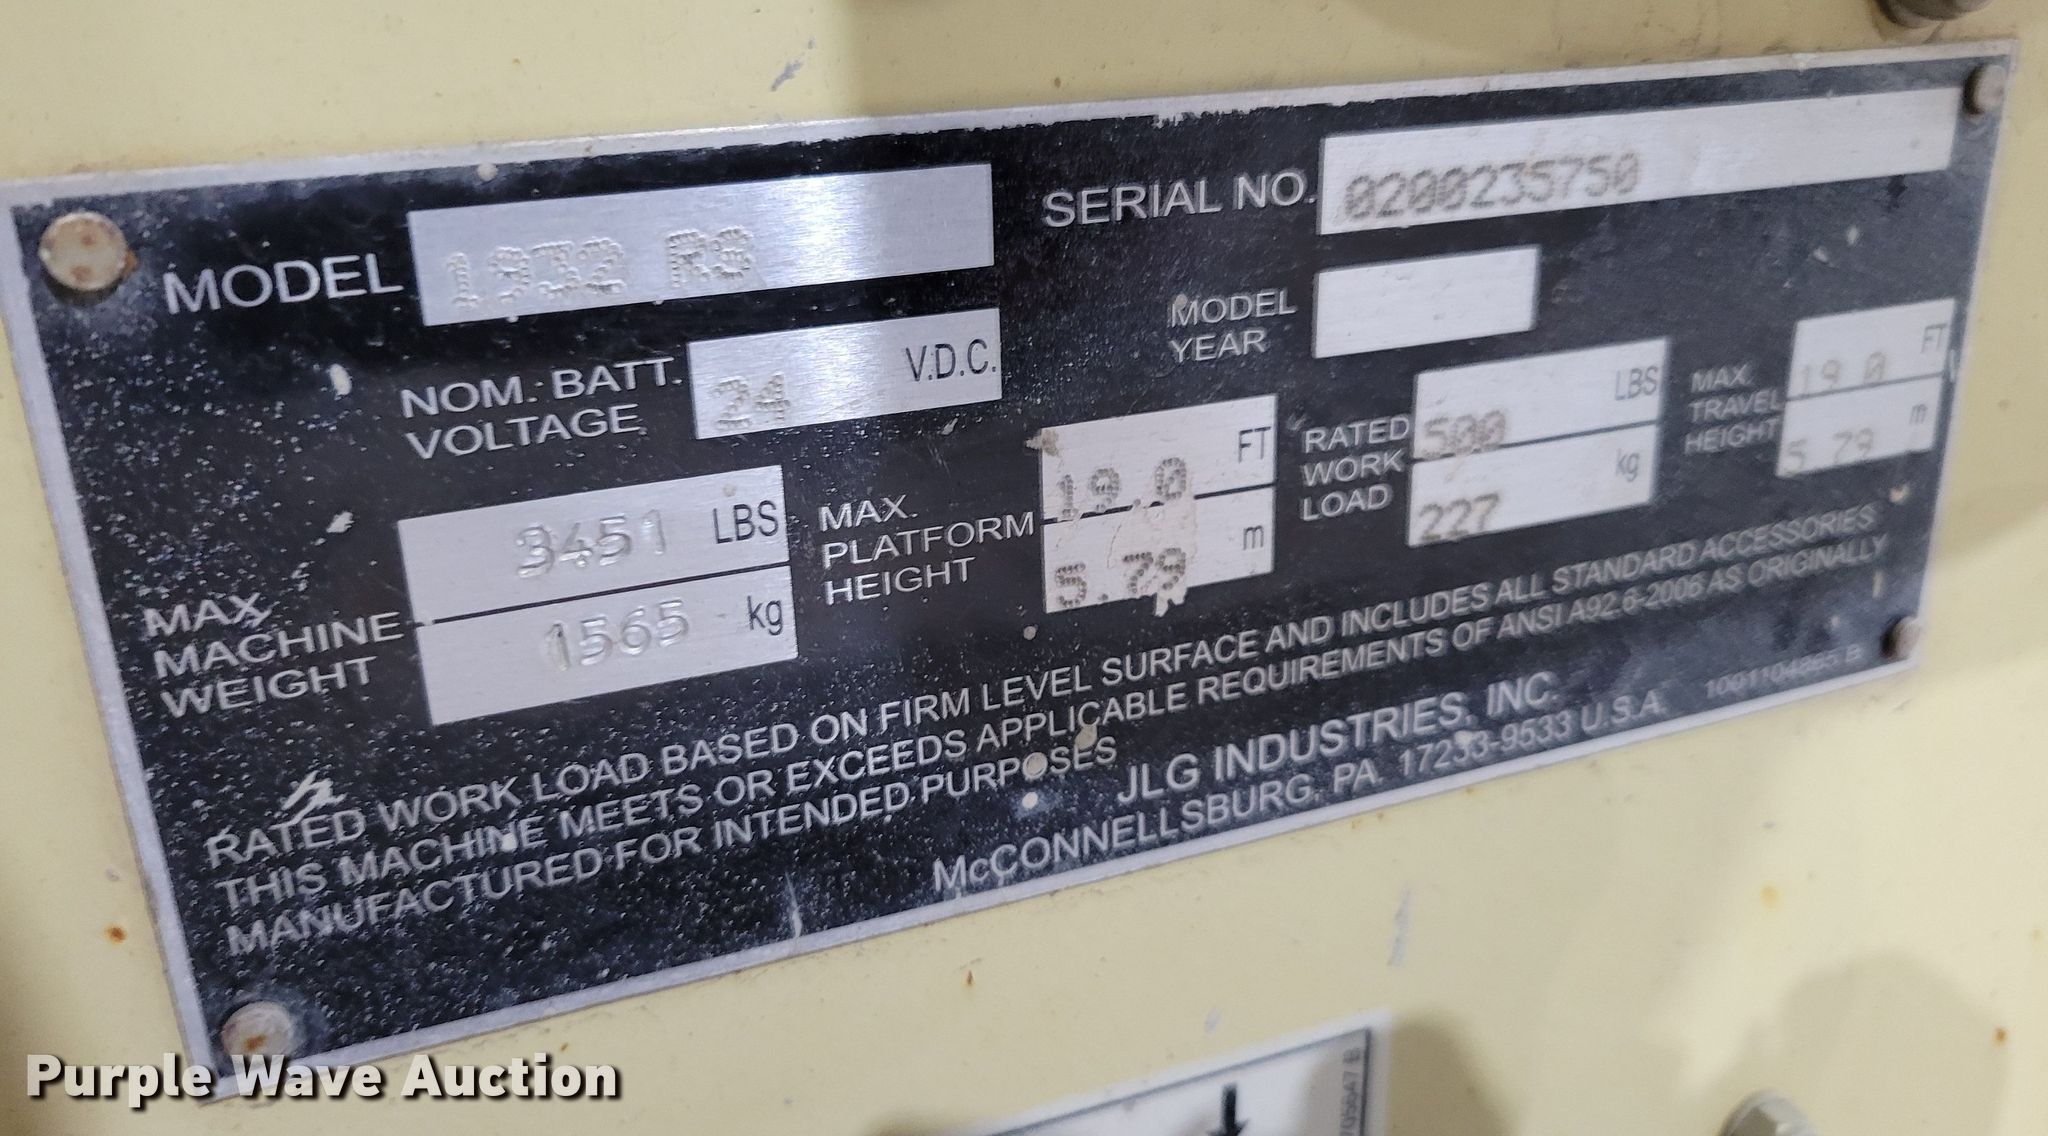 MODEL 1932 RS
SERIAL NO. 0200235750
NOM. BATT. VOLTAGE 24 V.D.C.
MODEL YEAR
MAX. MACHINE WEIGHT
3451 LBS
1565 kg
MAX. PLATFORM HEIGHT
19.0 FT
5.79 m
RATED WORK LOAD
500 LBS
227 kg
MAX. TRAVEL HEIGHT
19 0 FT
5 79 m
RATED WORK LOAD BASED ON FIRM LEVEL SURFACE AND INCLUDES ALL STANDARD ACCESSORIES
THIS MACHINE MEETS OR EXCEEDS APPLICABLE REQUIREMENTS OF ANSI A92.6-2006 AS ORIGINALLY
MANUFACTURED FOR INTENDED PURPOSES
JLG INDUSTRIES, INC.
McCONNELLSBURG, PA. 17233-9533 U.S.A.
1001104865 B
Purple Wave Auction